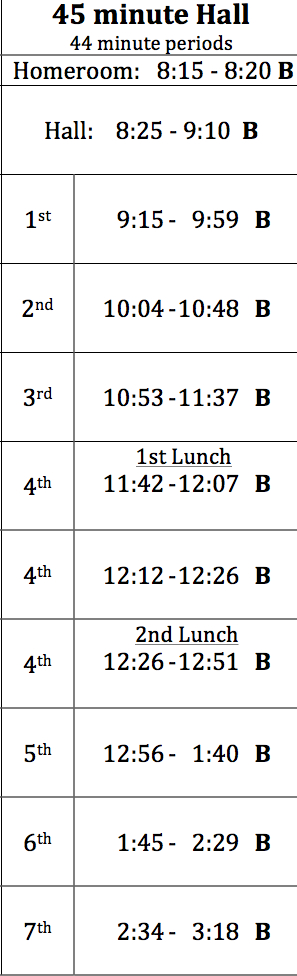 45 minute Hall
44 minute periods
Homeroom: 8:15 - 8:20 B
Hall: 8:25 - 9:10 B
1st 9:15 - 9:59 B
2nd 10:04 - 10:48 B
3rd 10:53 - 11:37 B
1st Lunch
4th 11:42 - 12:07 B
4th 12:12 - 12:26 B
2nd Lunch
4th 12:26 - 12:51 B
5th 12:56 - 1:40 B
6th 1:45 - 2:29 B
7th 2:34 - 3:18 B